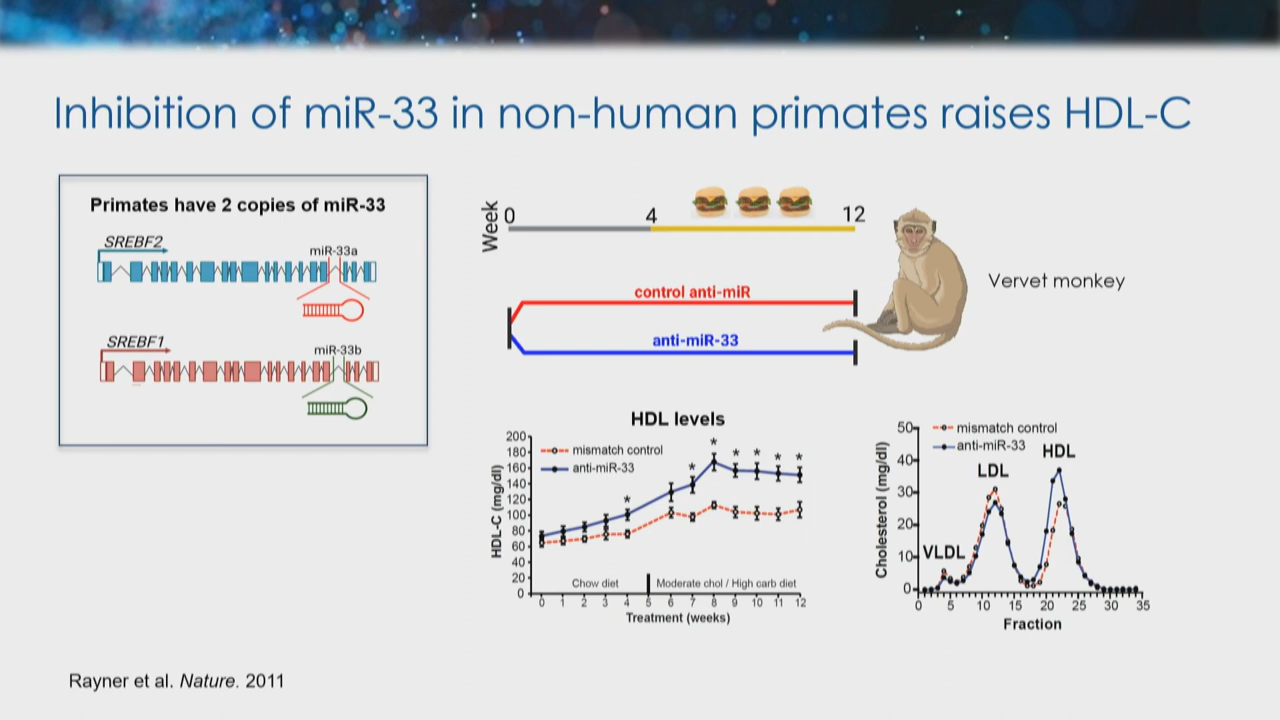 Inhibition of miR-33 in non-human primates raises HDL-C
Primates have 2 copies of miR-33
SREBF2
miR-33a
SREBF1
miR-33b
Week
0
4
12
control anti-miR
anti-miR-33
Vervet monkey
HDL levels
mismatch control
anti-miR-33
HDL-C (mg/dl)
200
180
160
140
120
100
80
60
40
20
0
* * * * * * *
Chow diet
Moderate chol / High carb diet
0 1 2 3 4 5 6 7 8 9 10 11 12
Treatment (weeks)
mismatch control
anti-miR-33
Cholesterol (mg/dl)
50
40
30
20
10
0
VLDL
LDL
HDL
0 5 10 15 20 25 30 35
Fraction
Rayner et al. Nature. 2011